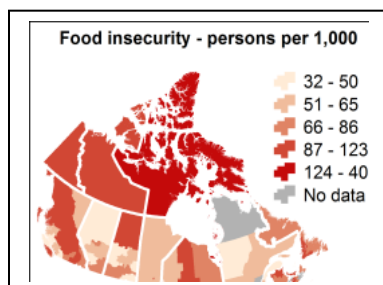 Food insecurity - persons per 1,000
32 - 50
51 - 65
66 - 86
87 - 123
124 - 40
No data